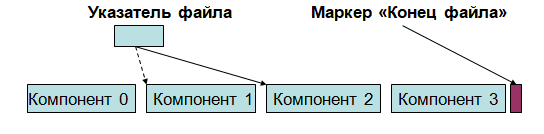 Указатель файла
Маркер «Конец файла»
Компонент 0
Компонент 1
Компонент 2
Компонент 3